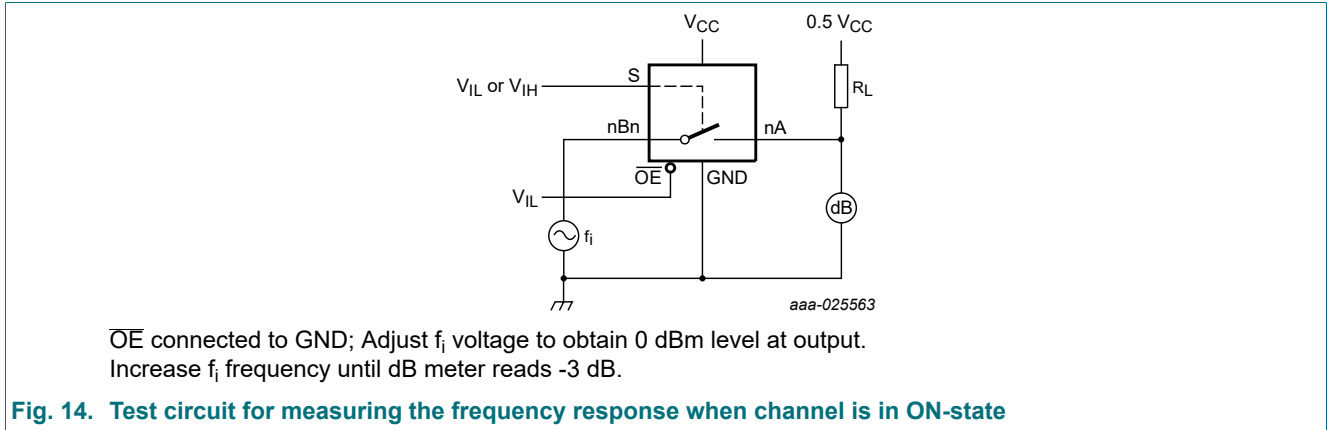 VCC
0.5 VCC
S
VIL or VIH
RL
nBn
nA
OE
GND
VIL
dB
fi
aaa-025563
OE connected to GND; Adjust fi voltage to obtain 0 dBm level at output.
Increase fi frequency until dB meter reads -3 dB.
Fig. 14. Test circuit for measuring the frequency response when channel is in ON-state